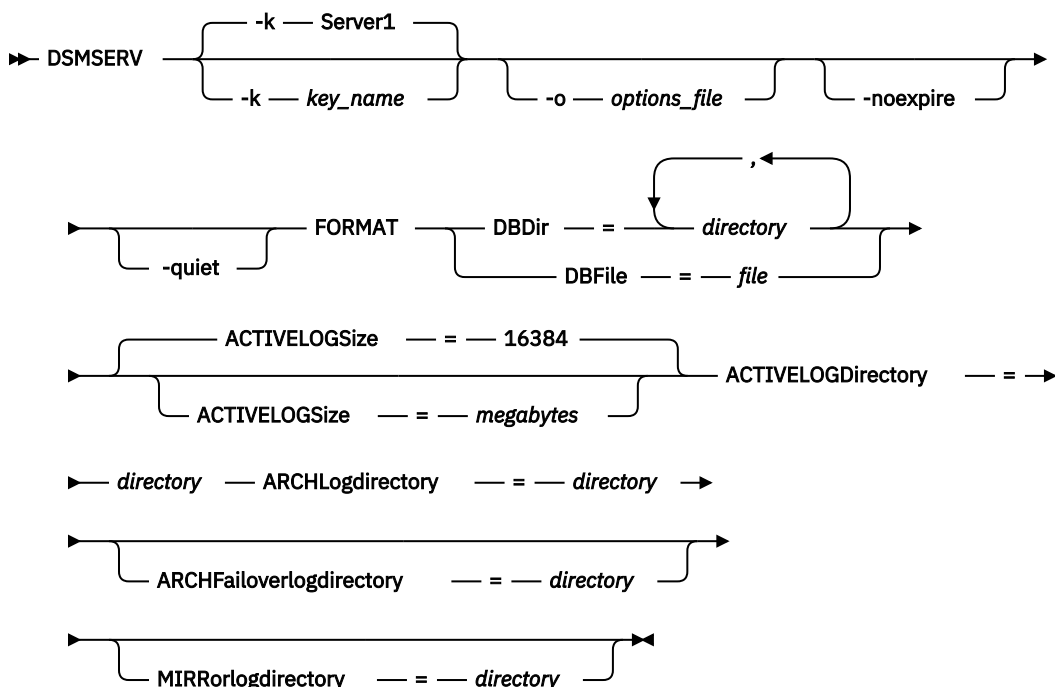 -k Server1
DSMSERV
-k key_name
-o options_file
-noexpire
,
-quiet
FORMAT
DBDir = directory
DBFile = file
ACTIVELOGSize = 16384
ACTIVELOGSize = megabytes
ACTIVELOGDirectory =
directory ARCHLogdirectory = directory
ARCHFailoverlogdirectory = directory
MIRRorlogdirectory = directory